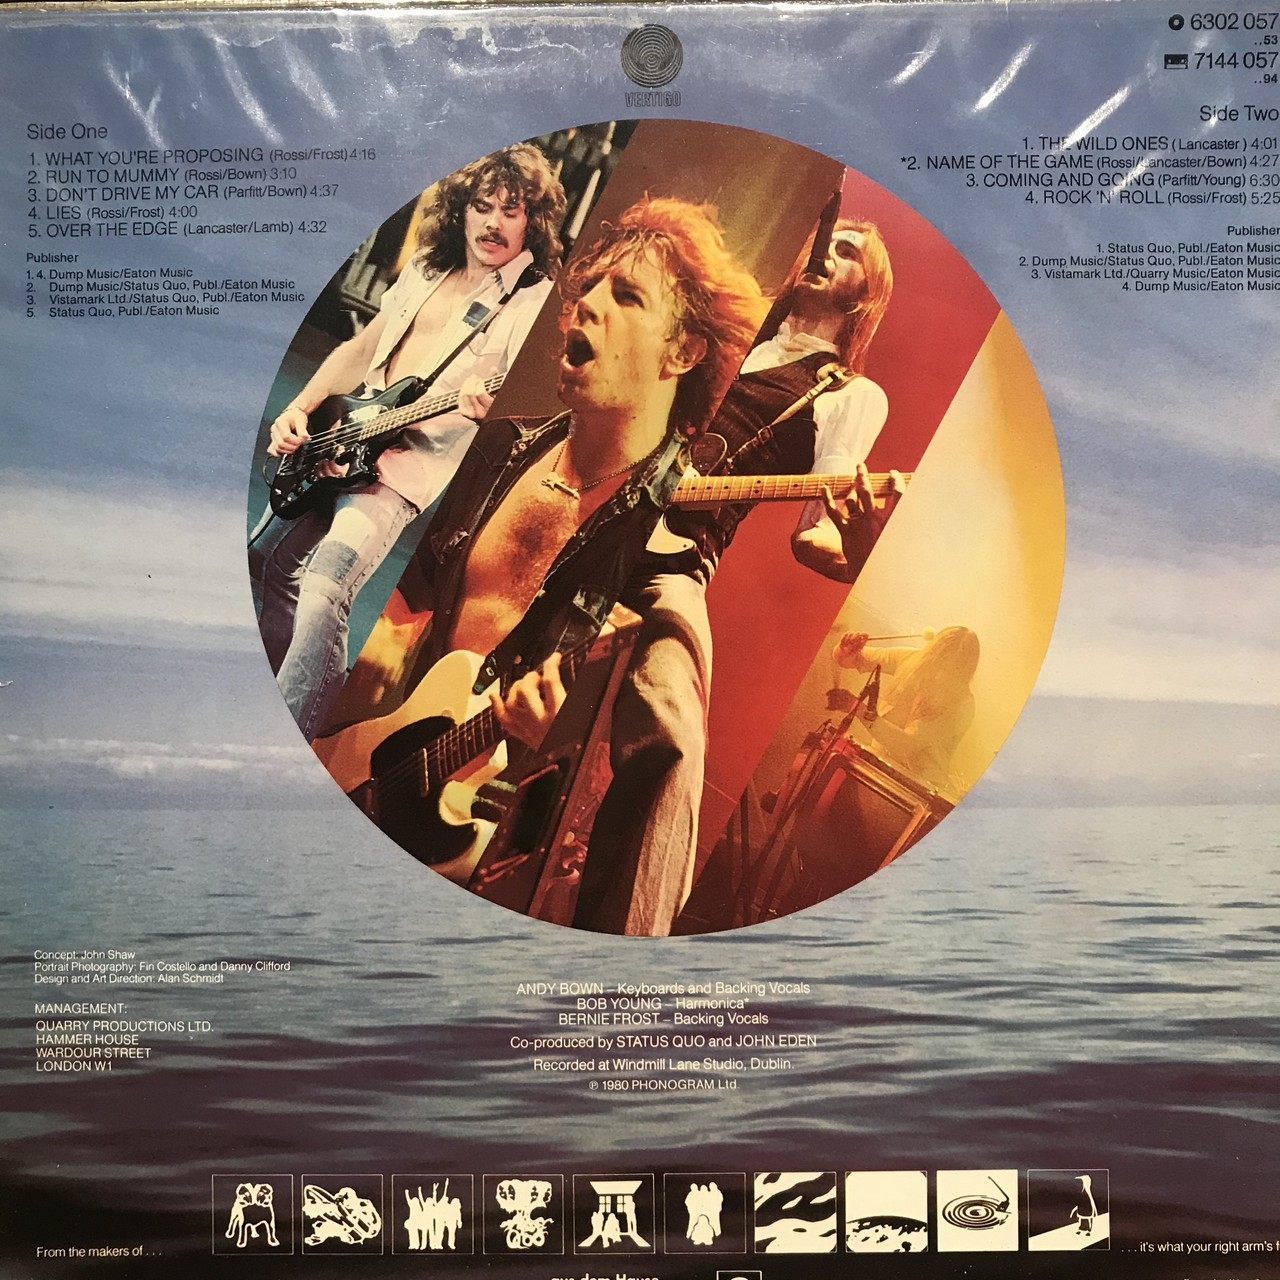 6302 057
..53
7144 057
..94
VERTIGO
Side One
1. WHAT YOU'RE PROPOSING (Rossi/Frost) 4:16
2. RUN TO MUMMY (Rossi/Bown) 3:10
3. DON'T DRIVE MY CAR (Parfitt/Bown) 4:37
4. LIES (Rossi/Frost) 4:00
5. OVER THE EDGE (Lancaster/Lamb) 4:32
Publisher
1. 4. Dump Music/Eaton Music
2. Dump Music/Status Quo, Publ./Eaton Music
3. Vistamark Ltd./Status Quo, Publ./Eaton Music
5. Status Quo, Publ./Eaton Music
Side Two
1. THE WILD ONES (Lancaster) 4:01
*2. NAME OF THE GAME (Rossi/Lancaster/Bown) 4:27
3. COMING AND GOING (Parfitt/Young) 6:30
4. ROCK 'N' ROLL (Rossi/Frost) 5:25
Publisher
1. Status Quo, Publ./Eaton Music
2. Dump Music/Status Quo, Publ./Eaton Music
3. Vistamark Ltd./Quarry Music/Eaton Music
4. Dump Music/Eaton Music
Concept: John Shaw
Portrait Photography: Fin Costello and Danny Clifford
Design and Art Direction: Alan Schmidt
MANAGEMENT:
QUARRY PRODUCTIONS LTD.
HAMMER HOUSE
WARDOUR STREET
LONDON W1
ANDY BOWN – Keyboards and Backing Vocals
BOB YOUNG – Harmonica*
BERNIE FROST – Backing Vocals
Co-produced by STATUS QUO and JOHN EDEN
Recorded at Windmill Lane Studio, Dublin.
℗ 1980 PHONOGRAM Ltd.
From the makers of . . .
. . . it's what your right arm's f
aus dem Hause